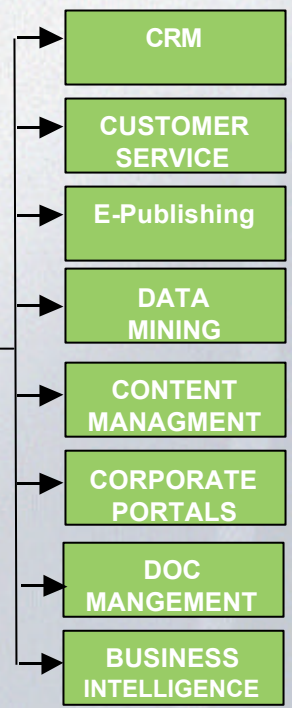 CRM
CUSTOMER
SERVICE
E-Publishing
DATA
MINING
CONTENT
MANAGMENT
CORPORATE
PORTALS
DOC
MANGEMENT
BUSINESS
INTELLIGENCE